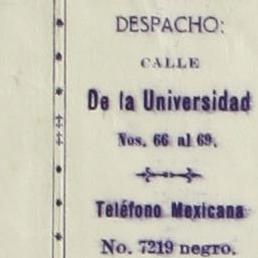 DESPACHO:
CALLE
De la Universidad
Nos. 66 al 69.
Teléfono Mexicana
No. 7219 negro.